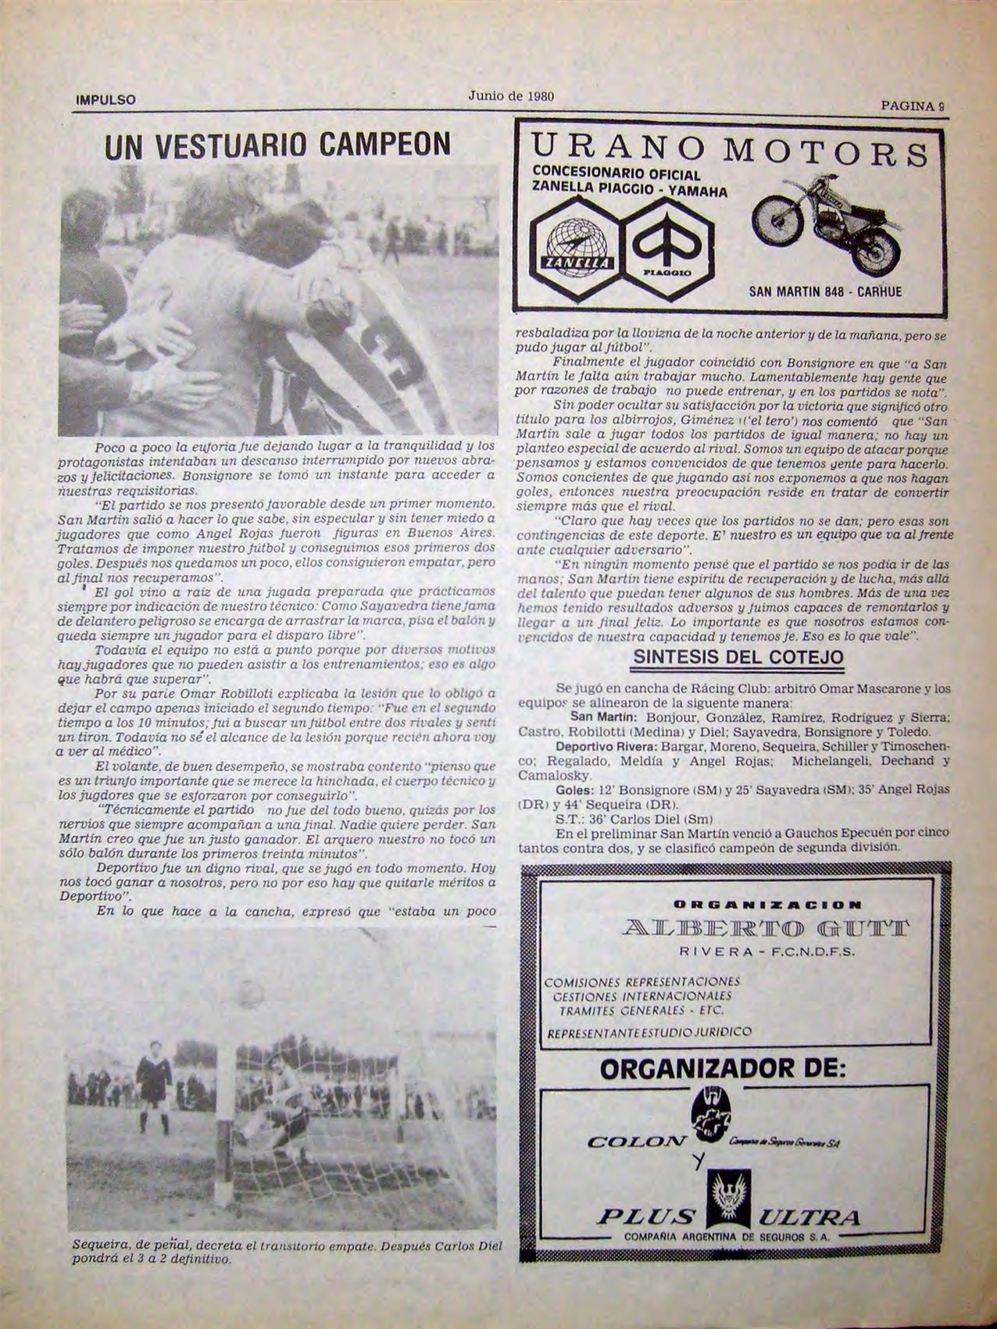 IMPULSO
Junio de 1980
PAGINA 9
UN VESTUARIO CAMPEON
3
Poco a poco la euforia fue dejando lugar a la tranquilidad y los
protagonistas intentaban un descanso interrumpido por nuevos abra-
zos y felicitaciones. Bonsignore se tomó un instante para acceder a
nuestras requisitorias.
"El partido se nos presentó favorable desde un primer momento.
San Martín salió a hacer lo que sabe, sin especular y sin tener miedo a
jugadores que como Angel Rojas fueron figuras en Buenos Aires.
Tratamos de imponer nuestro fútbol y conseguimos esos primeros dos
goles. Después nos quedamos un poco, ellos consiguieron empatar, pero
al final nos recuperamos".
' El gol vino a raíz de una jugada preparada que prácticamos
siempre por indicación de nuestro técnico: Como Sayavedra tiene fama
de delantero peligroso se encarga de arrastrar la marca, pisa el balón y
queda siempre un jugador para el disparo libre".
Todavía el equipo no está a punto porque por diversos motivos
hay jugadores que no pueden asistir a los entrenamientos; eso es algo
que habrá que superar".
Por su parte Omar Robilloti explicaba la lesión que lo obligó a
dejar el campo apenas iniciado el segundo tiempo: "Fue en el segundo
tiempo a los 10 minutos; fui a buscar un fútbol entre dos rivales y sentí
un tiron. Todavía no sé el alcance de la lesión porque recién ahora voy
a ver al médico".
El volante, de buen desempeño, se mostraba contento "pienso que
es un triunfo importante que se merece la hinchada, el cuerpo técnico y
los jugdores que se esforzaron por conseguirlo".
"Técnicamente el partido no fue del todo bueno, quizás por los
nervios que siempre acompañan a una final. Nadie quiere perder. San
Martín creo que fue un justo ganador. El arquero nuestro no tocó un
sólo balón durante los primeros treinta minutos".
Deportivo fue un digno rival, que se jugó en todo momento. Hoy
nos tocó ganar a nosotros, pero no por eso hay que quitarle méritos a
Deportivo".
En lo que hace a la cancha, expresó que "estaba un poco
Sequeira, de penal, decreta el transitorio empate. Después Carlos Diel
pondrá el 3 a 2 definitivo.
URANO MOTORS
CONCESIONARIO OFICIAL
ZANELLA PIAGGIO - YAMAHA
ZANELLA
PIAGGIO
SAN MARTIN 848 - CARHUE
resbaladiza por la llovizna de la noche anterior y de la mañana, pero se
pudo jugar al fútbol".
Finalmente el jugador coincidió con Bonsignore en que "a San
Martín le falta aún trabajar mucho. Lamentablemente hay gente que
por razones de trabajo no puede entrenar, y en los partidos se nota".
Sin poder ocultar su satisfacción por la victoria que significó otro
título para los albirrojos, Giménez ('el tero') nos comentó que "San
Martín sale a jugar todos los partidos de igual manera; no hay un
planteo especial de acuerdo al rival. Somos un equipo de atacar porque
pensamos y estamos convencidos de que tenemos gente para hacerlo.
Somos concientes de que jugando así nos exponemos a que nos hagan
goles, entonces nuestra preocupación reside en tratar de convertir
siempre más que el rival.
"Claro que hay veces que los partidos no se dan; pero esas son
contingencias de este deporte. E' nuestro es un equipo que va al frente
ante cualquier adversario".
"En ningún momento pensé que el partido se nos podía ir de las
manos; San Martín tiene espíritu de recuperación y de lucha, más allá
del talento que puedan tener algunos de sus hombres. Más de una vez
hemos tenido resultados adversos y fuimos capaces de remontarlos y
llegar a un final feliz. Lo importante es que nosotros estamos con-
vencidos de nuestra capacidad y tenemos fe. Eso es lo que vale".
SINTESIS DEL COTEJO
Se jugó en cancha de Rácing Club: arbitró Omar Mascarone y los
equipos se alinearon de la siguente manera:
San Martín: Bonjour, González, Ramírez, Rodríguez y Sierra;
Castro, Robilotti (Medina) y Diel; Sayavedra, Bonsignore y Toledo.
Deportivo Rivera: Bargar, Moreno, Sequeira, Schiller y Timoschen-
co; Regalado, Meldía y Angel Rojas; Michelangeli, Dechand y
Camalosky.
Goles: 12' Bonsignore (SM) y 25' Sayavedra (SM); 35' Angel Rojas
(DR) y 44' Sequeira (DR).
S.T.: 36' Carlos Diel (Sm)
En el preliminar San Martín venció a Gauchos Epecuén por cinco
tantos contra dos, y se clasificó campeón de segunda división.
ORGANIZACION
ALBERTO GUTT
RIVERA - F.C.N.D.F.S.
COMISIONES REPRESENTACIONES
GESTIONES INTERNACIONALES
TRAMITES GENERALES - ETC.
REPRESENTANTE ESTUDIO JURIDICO
ORGANIZADOR DE:
COLON Compañía de Seguros Generales S.A.
Y
PLUS ULTRA
COMPAÑIA ARGENTINA DE SEGUROS S.A.